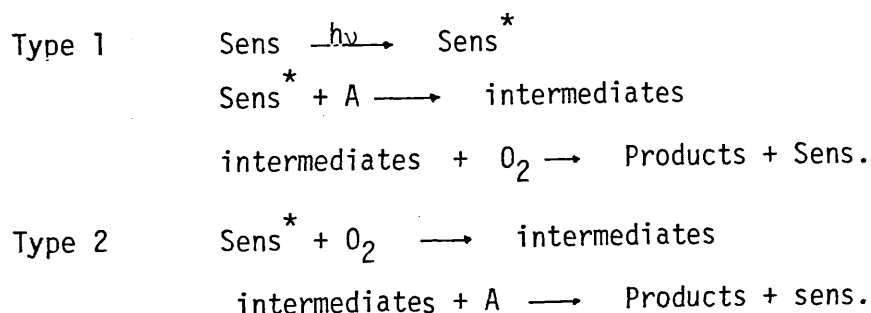 Type 1 Sens hν → Sens*
Sens* + A → intermediates
intermediates + O₂ → Products + Sens.
Type 2 Sens* + O₂ → intermediates
intermediates + A → Products + sens.